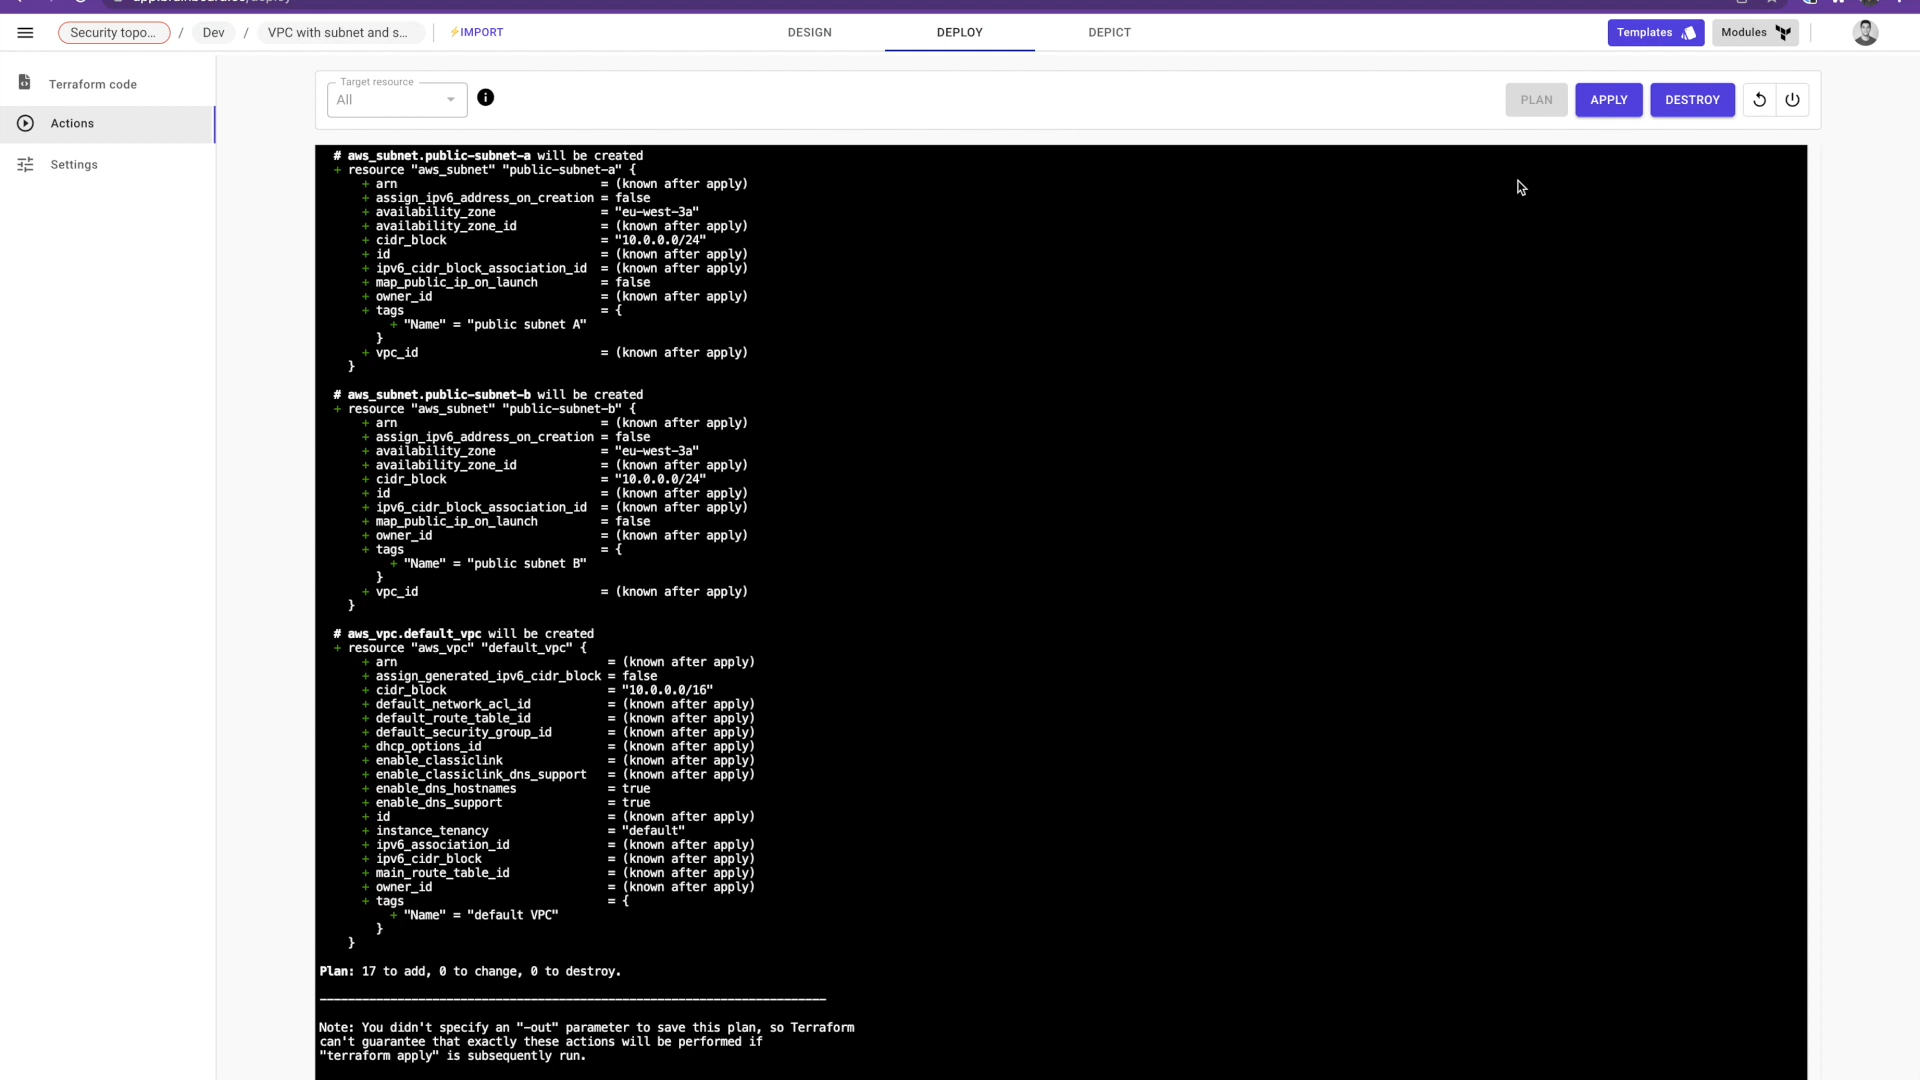 Security topo...
/
Dev
/
VPC with subnet and s...
⚡IMPORT
DESIGN
DEPLOY
DEPICT
Templates
Modules
Terraform code
Actions
Settings
Target resource
All
PLAN
APPLY
DESTROY
# aws_subnet.public-subnet-a will be created
+ resource "aws_subnet" "public-subnet-a" {
+ arn = (known after apply)
+ assign_ipv6_address_on_creation = false
+ availability_zone = "eu-west-3a"
+ availability_zone_id = (known after apply)
+ cidr_block = "10.0.0.0/24"
+ id = (known after apply)
+ ipv6_cidr_block_association_id = (known after apply)
+ map_public_ip_on_launch = false
+ owner_id = (known after apply)
+ tags = {
+ "Name" = "public subnet A"
}
+ vpc_id = (known after apply)
}
# aws_subnet.public-subnet-b will be created
+ resource "aws_subnet" "public-subnet-b" {
+ arn = (known after apply)
+ assign_ipv6_address_on_creation = false
+ availability_zone = "eu-west-3a"
+ availability_zone_id = (known after apply)
+ cidr_block = "10.0.0.0/24"
+ id = (known after apply)
+ ipv6_cidr_block_association_id = (known after apply)
+ map_public_ip_on_launch = false
+ owner_id = (known after apply)
+ tags = {
+ "Name" = "public subnet B"
}
+ vpc_id = (known after apply)
}
# aws_vpc.default_vpc will be created
+ resource "aws_vpc" "default_vpc" {
+ arn = (known after apply)
+ assign_generated_ipv6_cidr_block = false
+ cidr_block = "10.0.0.0/16"
+ default_network_acl_id = (known after apply)
+ default_route_table_id = (known after apply)
+ default_security_group_id = (known after apply)
+ dhcp_options_id = (known after apply)
+ enable_classiclink = (known after apply)
+ enable_classiclink_dns_support = (known after apply)
+ enable_dns_hostnames = true
+ enable_dns_support = true
+ id = (known after apply)
+ instance_tenancy = "default"
+ ipv6_association_id = (known after apply)
+ ipv6_cidr_block = (known after apply)
+ main_route_table_id = (known after apply)
+ owner_id = (known after apply)
+ tags = {
+ "Name" = "default VPC"
}
}
Plan: 17 to add, 0 to change, 0 to destroy.
Note: You didn't specify an "-out" parameter to save this plan, so Terraform
can't guarantee that exactly these actions will be performed if
"terraform apply" is subsequently run.